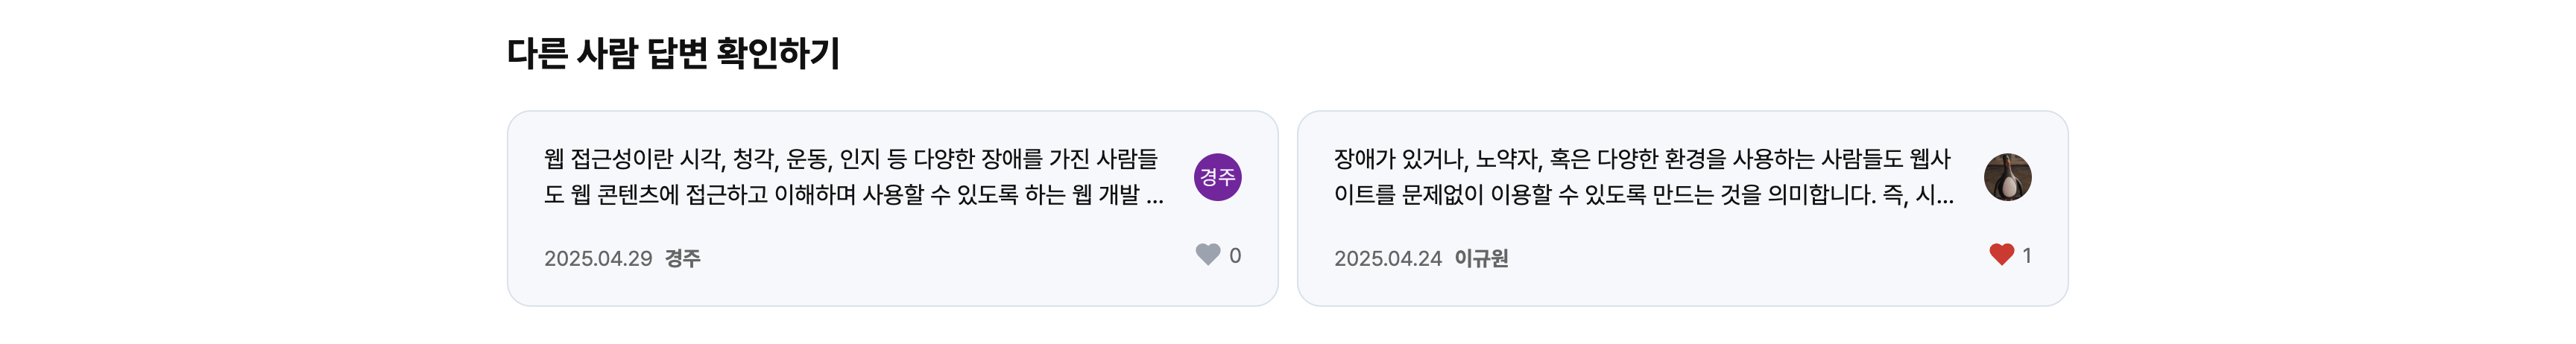 다른 사람 답변 확인하기
웹 접근성이란 시각, 청각, 운동, 인지 등 다양한 장애를 가진 사람들
도 웹 콘텐츠에 접근하고 이해하며 사용할 수 있도록 하는 웹 개발 ...
경주
2025.04.29 경주
0
장애가 있거나, 노약자, 혹은 다양한 환경을 사용하는 사람들도 웹사
이트를 문제없이 이용할 수 있도록 만드는 것을 의미합니다. 즉, 시...
2025.04.24 이규원
1